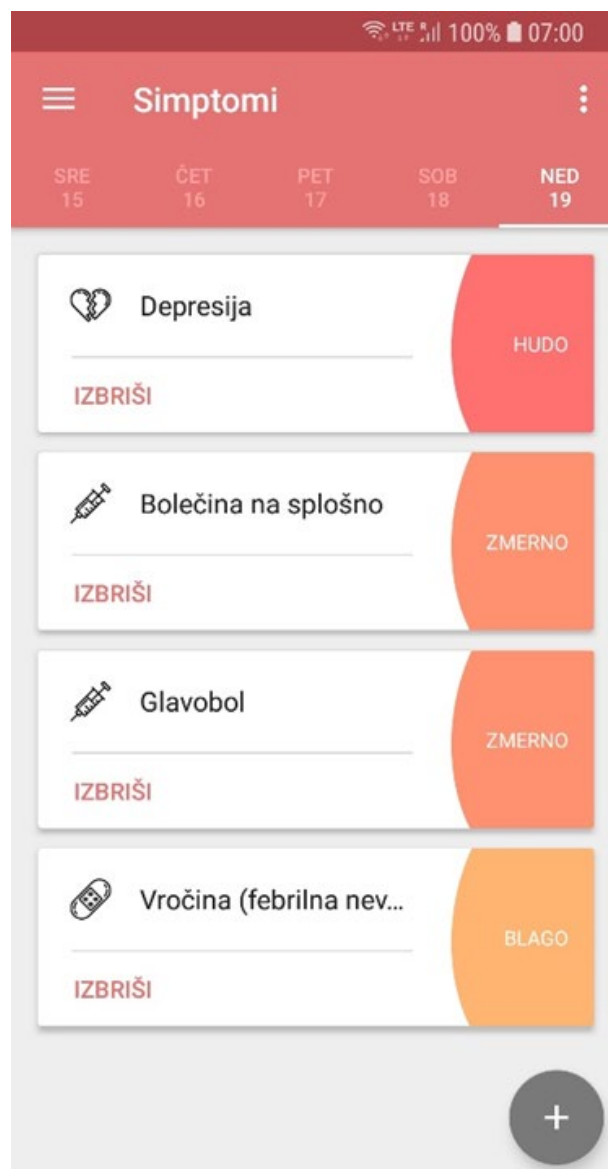 LTE R 100% 07:00
Simptomi
SRE ČET PET SOB NED
15 16 17 18 19
Depresija
HUDO
IZBRIŠI
Bolečina na splošno
ZMERNO
IZBRIŠI
Glavobol
ZMERNO
IZBRIŠI
Vročina (febrilna nev...
BLAGO
IZBRIŠI
+